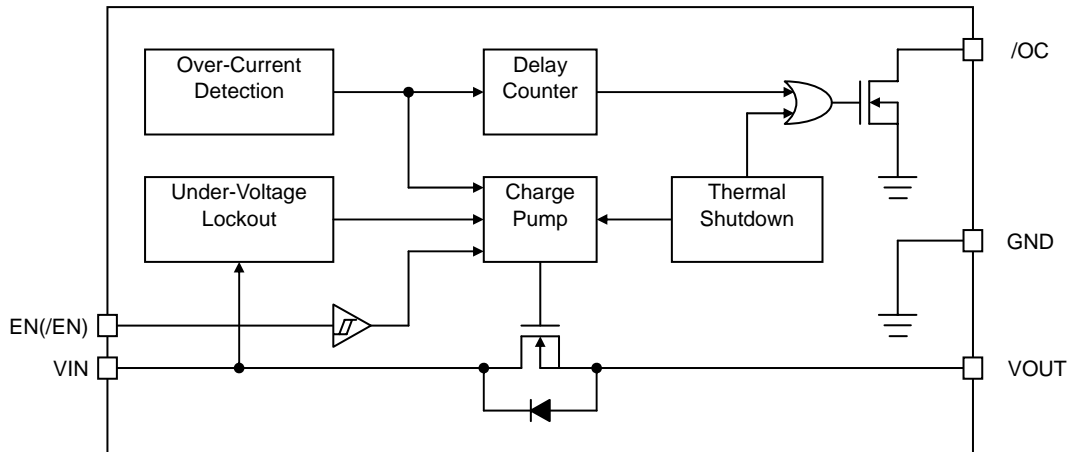 Over-Current
Detection
Delay
Counter
/OC
Under-Voltage
Lockout
Charge
Pump
Thermal
Shutdown
GND
EN(/EN)
VIN
VOUT